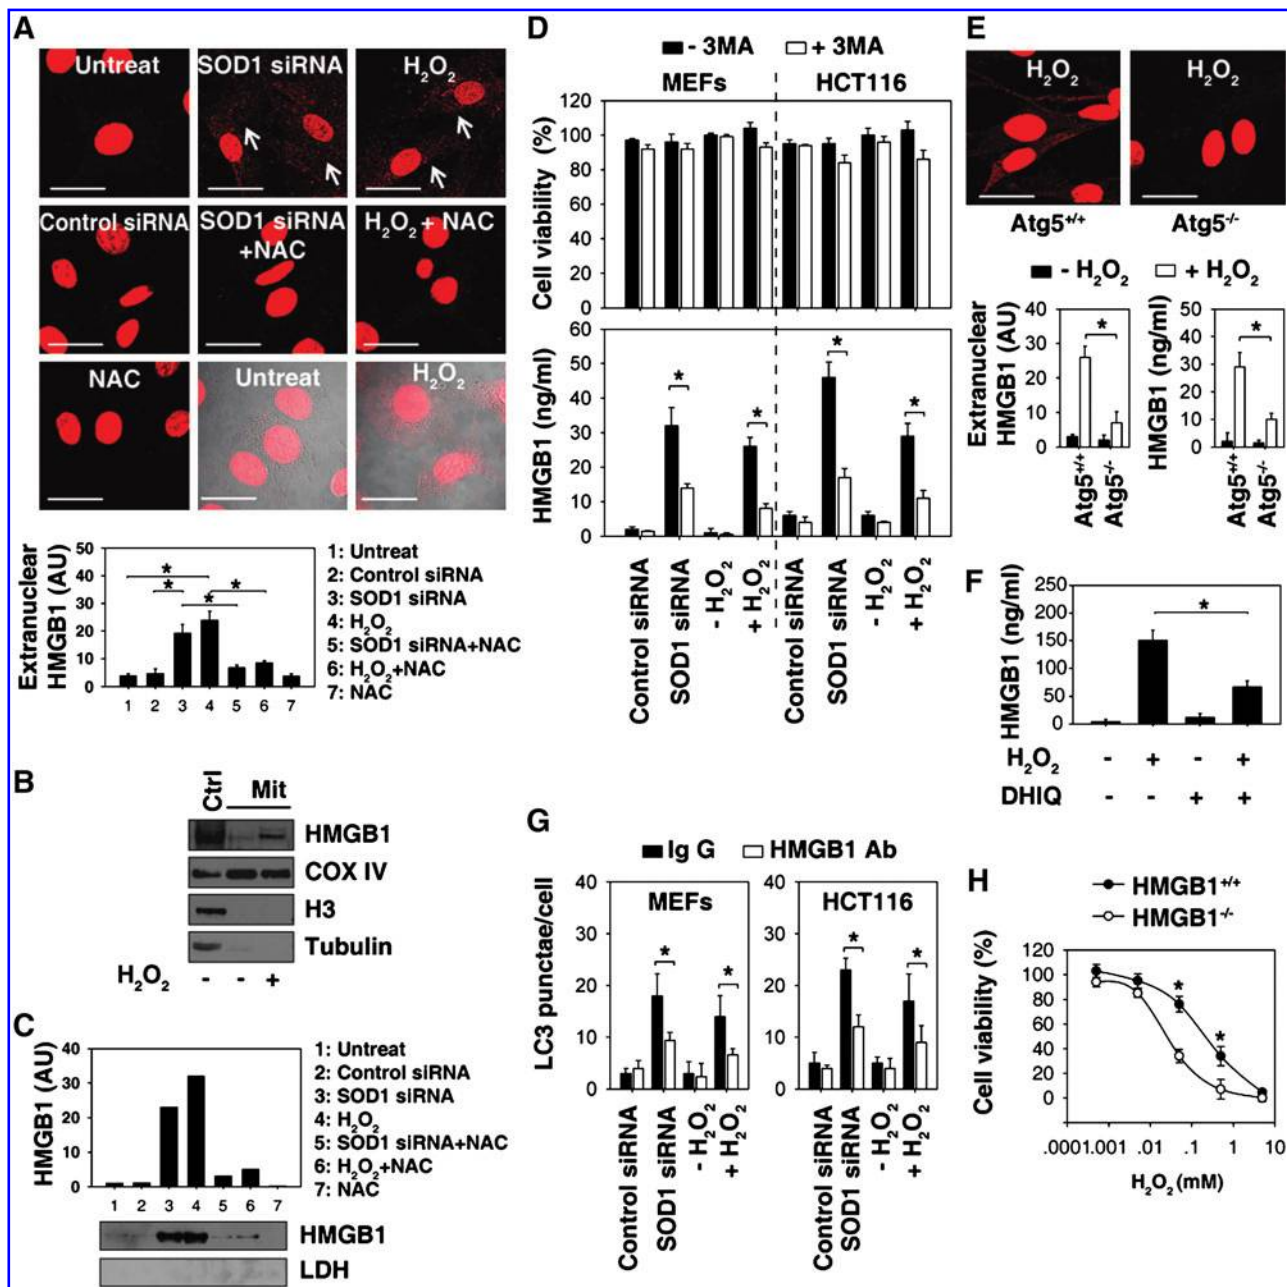 A
Untreat
SOD1 siRNA
H₂O₂
Control siRNA
SOD1 siRNA
+NAC
H₂O₂ + NAC
NAC
Untreat
H₂O₂
Extranuclear
HMGB1 (AU)
50
40
30
20
10
0
1 2 3 4 5 6 7
* * * *
1: Untreat
2: Control siRNA
3: SOD1 siRNA
4: H₂O₂
5: SOD1 siRNA+NAC
6: H₂O₂+NAC
7: NAC
B
Ctrl
Mit
HMGB1
COX IV
H3
Tubulin
H₂O₂ - - +
C
HMGB1 (AU)
40
30
20
10
0
1 2 3 4 5 6 7
1: Untreat
2: Control siRNA
3: SOD1 siRNA
4: H₂O₂
5: SOD1 siRNA+NAC
6: H₂O₂+NAC
7: NAC
HMGB1
LDH
D
- 3MA + 3MA
MEFs HCT116
Cell viability (%)
120
100
80
60
40
20
0
HMGB1 (ng/ml)
60
50
40
30
20
10
0
* * * *
Control siRNA
SOD1 siRNA
- H₂O₂
+ H₂O₂
Control siRNA
SOD1 siRNA
- H₂O₂
+ H₂O₂
E
H₂O₂
H₂O₂
Atg5+/+
Atg5-/-
- H₂O₂ + H₂O₂
Extranuclear
HMGB1 (AU)
40
30
20
10
0
*
Atg5+/+
Atg5-/-
HMGB1 (ng/ml)
50
40
30
20
10
0
*
Atg5+/+
Atg5-/-
F
HMGB1 (ng/ml)
250
200
150
100
50
0
*
H₂O₂ - + - +
DHIQ - - + +
G
Ig G HMGB1 Ab
LC3 punctae/cell
MEFs
40
30
20
10
0
* *
Control siRNA
SOD1 siRNA
- H₂O₂
+ H₂O₂
HCT116
40
30
20
10
0
* *
Control siRNA
SOD1 siRNA
- H₂O₂
+ H₂O₂
H
HMGB1+/+
HMGB1-/-
Cell viability (%)
120
100
80
60
40
20
0
* *
.0001 .01 .1 1 10
H₂O₂ (mM)